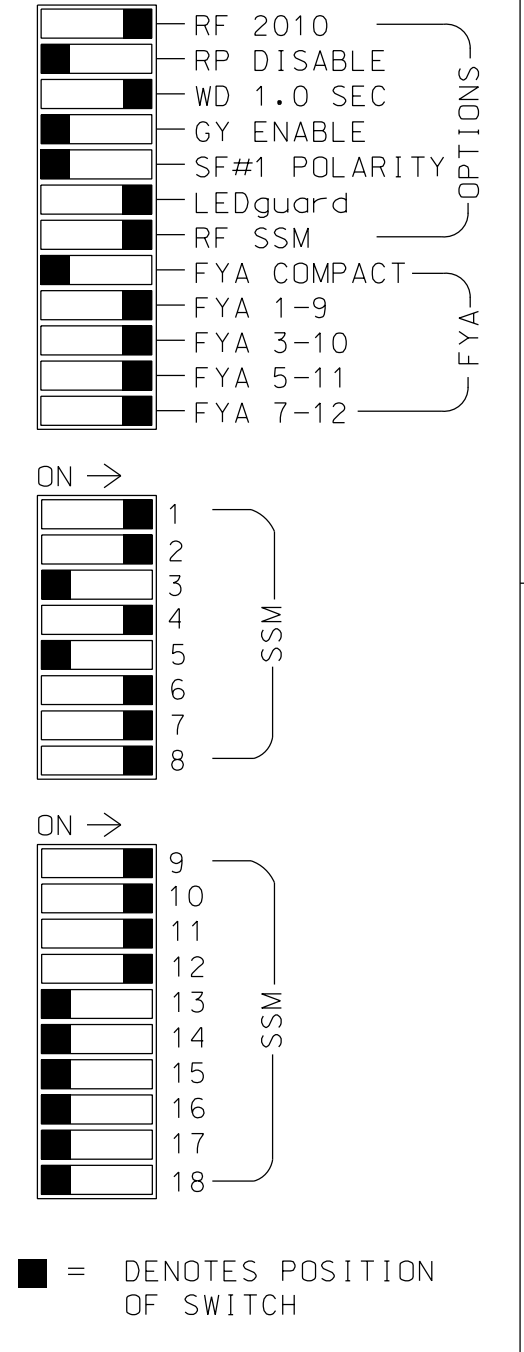 RF 2010
RP DISABLE
WD 1.0 SEC
GY ENABLE
SF#1 POLARITY
LEDguard
RF SSM
OPTIONS
FYA COMPACT
FYA 1-9
FYA 3-10
FYA 5-11
FYA 7-12
FYA
ON →
1
2
3
4
5
6
7
8
SSM
ON →
9
10
11
12
13
14
15
16
17
18
SSM
= DENOTES POSITION
OF SWITCH